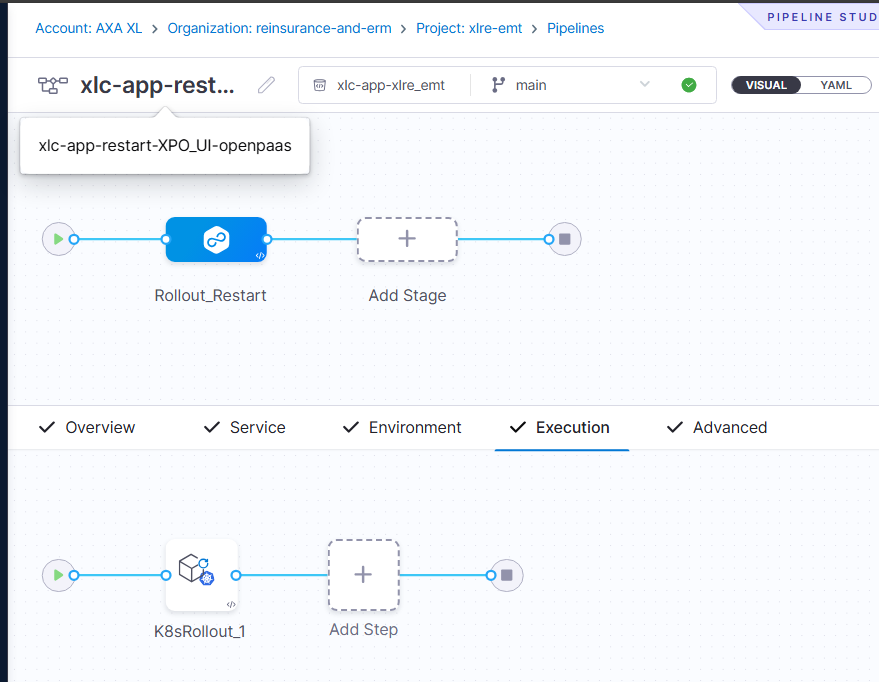 Account: AXA XL > Organization: reinsurance-and-erm > Project: xlre-emt > Pipelines
PIPELINE STUD
xlc-app-rest...
xlc-app-xlre_emt
main
VISUAL
YAML
xlc-app-restart-XPO_UI-openpaas
Rollout_Restart
Add Stage
Overview
Service
Environment
Execution
Advanced
K8sRollout_1
Add Step